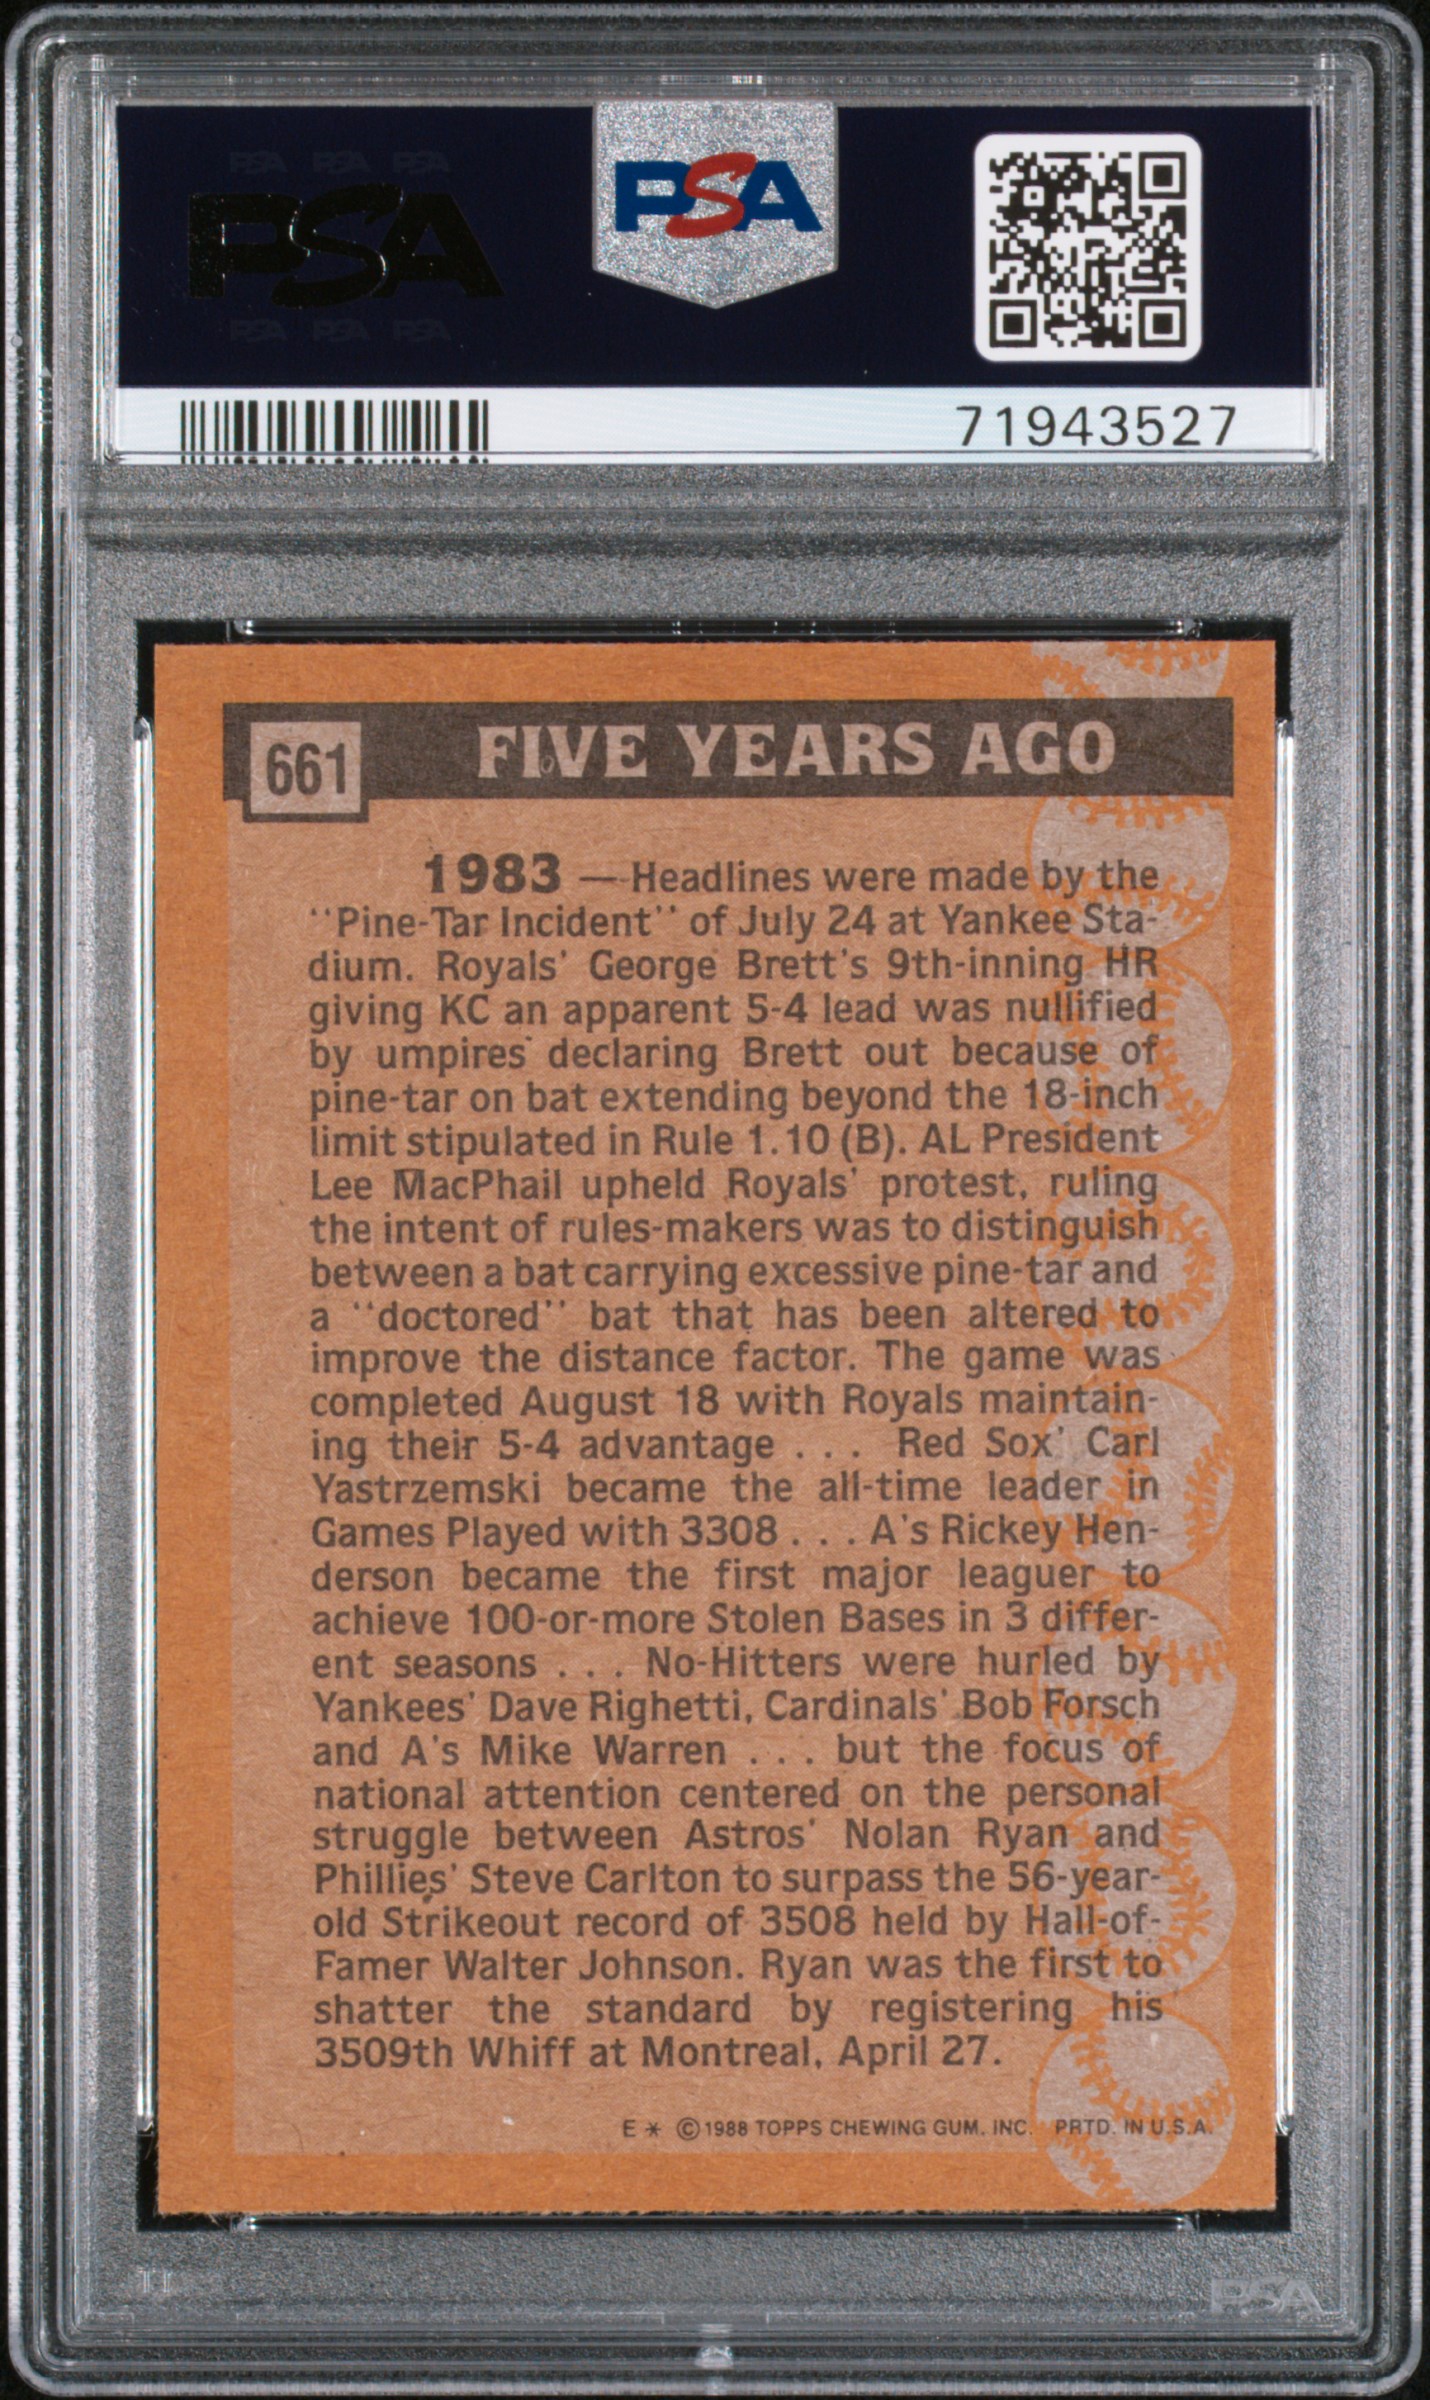 PSA PSA PSA
PSA
PSA PSA PSA
PSA
71943527
661
FIVE YEARS AGO
1983 — Headlines were made by the
"Pine-Tar Incident" of July 24 at Yankee Sta-
dium. Royals' George Brett's 9th-inning HR
giving KC an apparent 5-4 lead was nullified
by umpires declaring Brett out because of
pine-tar on bat extending beyond the 18-inch
limit stipulated in Rule 1.10 (B). AL President
Lee MacPhail upheld Royals' protest, ruling
the intent of rules-makers was to distinguish
between a bat carrying excessive pine-tar and
a "doctored" bat that has been altered to
improve the distance factor. The game was
completed August 18 with Royals maintain-
ing their 5-4 advantage . . . Red Sox' Carl
Yastrzemski became the all-time leader in
Games Played with 3308 . . . A's Rickey Hen-
derson became the first major leaguer to
achieve 100-or-more Stolen Bases in 3 differ-
ent seasons . . . No-Hitters were hurled by
Yankees' Dave Righetti, Cardinals' Bob Forsch
and A's Mike Warren . . . but the focus of
national attention centered on the personal
struggle between Astros' Nolan Ryan and
Phillies' Steve Carlton to surpass the 56-year-
old Strikeout record of 3508 held by Hall-of-
Famer Walter Johnson. Ryan was the first to
shatter the standard by registering his
3509th Whiff at Montreal, April 27.
E * © 1988 TOPPS CHEWING GUM, INC. PRTD. IN U.S.A.
PSA